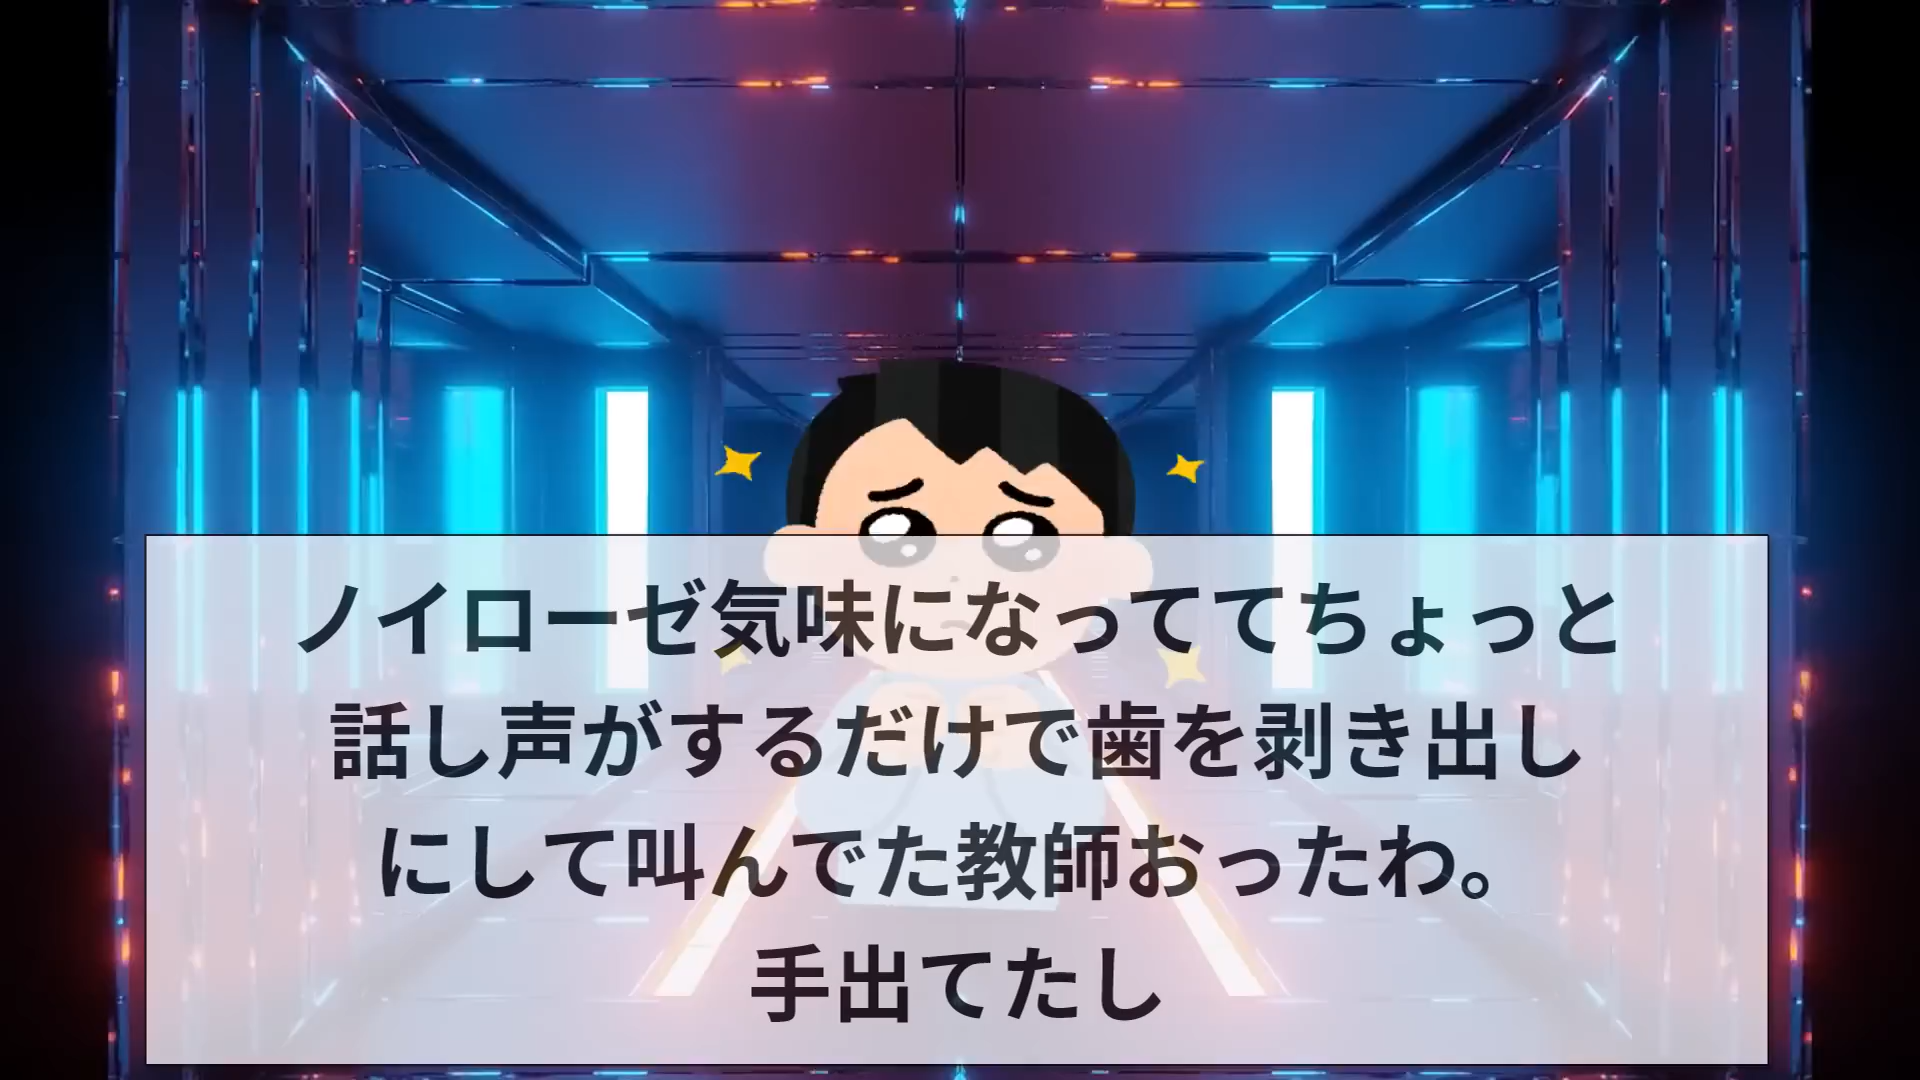 ノイローゼ気味になっててちょっと
話し声がするだけで歯を剥き出し
にして叫んでた教師おったわ。
手出てたし